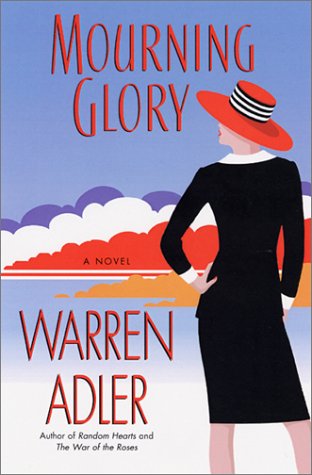 MOURNING
GLORY
A NOVEL
WARREN
ADLER
Author of Random Hearts and
The War of the Roses